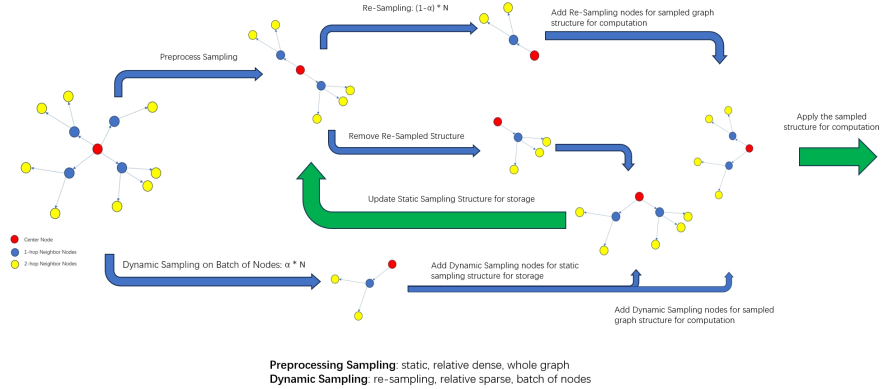 Re-Sampling: (1-α) * N
Add Re-Sampling nodes for sampled graph
structure for computation
Preprocess Sampling
Apply the sampled
structure for computation
Remove Re-Sampled Structure
Update Static Sampling Structure for storage
Center Node
1-hop Neighbor Nodes
2-hop Neighbor Nodes
Dynamic Sampling on Batch of Nodes: α * N
Add Dynamic Sampling nodes for static
sampling structure for storage
Add Dynamic Sampling nodes for sampled
graph structure for computation
Preprocessing Sampling: static, relative dense, whole graph
Dynamic Sampling: re-sampling, relative sparse, batch of nodes